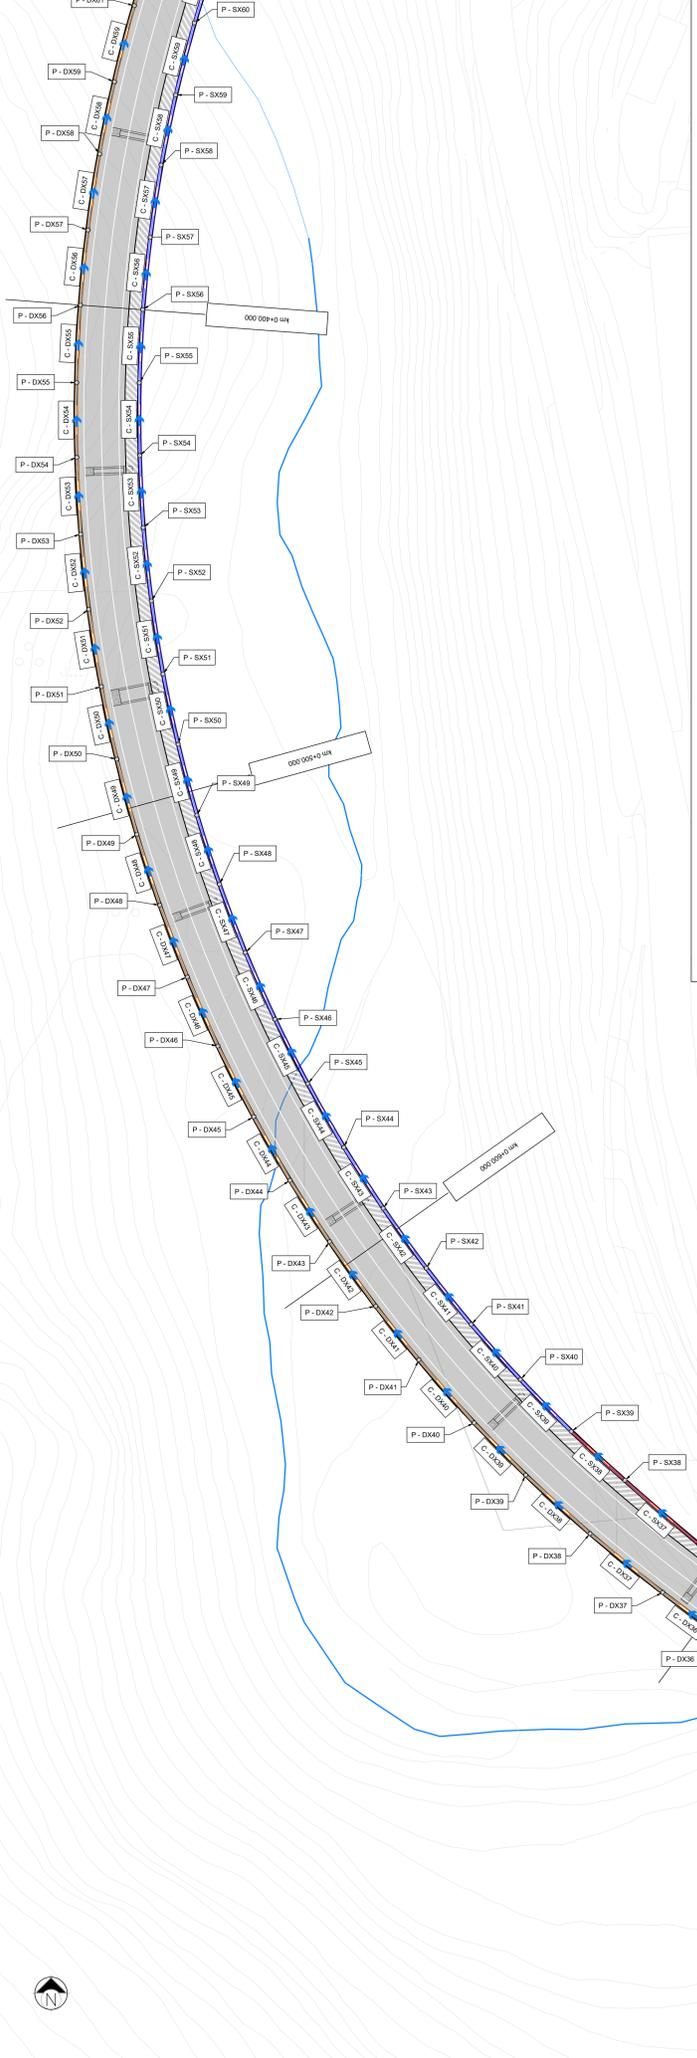 P - SX60
C - DX59
C - SX59
P - DX59
P - SX59
C - DX58
C - SX58
P - DX58
P - SX58
C - DX57
C - SX57
P - DX57
P - SX57
C - DX56
C - SX56
P - SX56
P - DX56
km 0+400.000
C - DX55
C - SX55
P - SX55
P - DX55
C - DX54
C - SX54
P - SX54
P - DX54
C - DX53
C - SX53
P - SX53
P - DX53
C - DX52
C - SX52
P - SX52
P - DX52
C - DX51
C - SX51
P - SX51
P - DX51
C - DX50
C - SX50
P - SX50
P - DX50
km 0+500.000
C - SX49
P - SX49
C - DX49
P - DX49
C - SX48
P - SX48
C - DX48
P - DX48
C - SX47
P - SX47
C - DX47
P - DX47
C - SX46
P - SX46
C - DX46
P - DX46
C - SX45
P - SX45
C - DX45
P - DX45
C - SX44
P - SX44
C - DX44
P - DX44
km 0+600.000
C - SX43
P - SX43
C - DX43
P - DX43
C - SX42
P - SX42
C - DX42
P - DX42
C - SX41
P - SX41
C - DX41
P - DX41
C - SX40
P - SX40
C - DX40
P - DX40
C - SX39
P - SX39
C - DX39
P - DX39
C - SX38
P - SX38
C - DX38
P - DX38
C - SX37
C - DX37
P - DX37
C - DX36
P - DX36
N